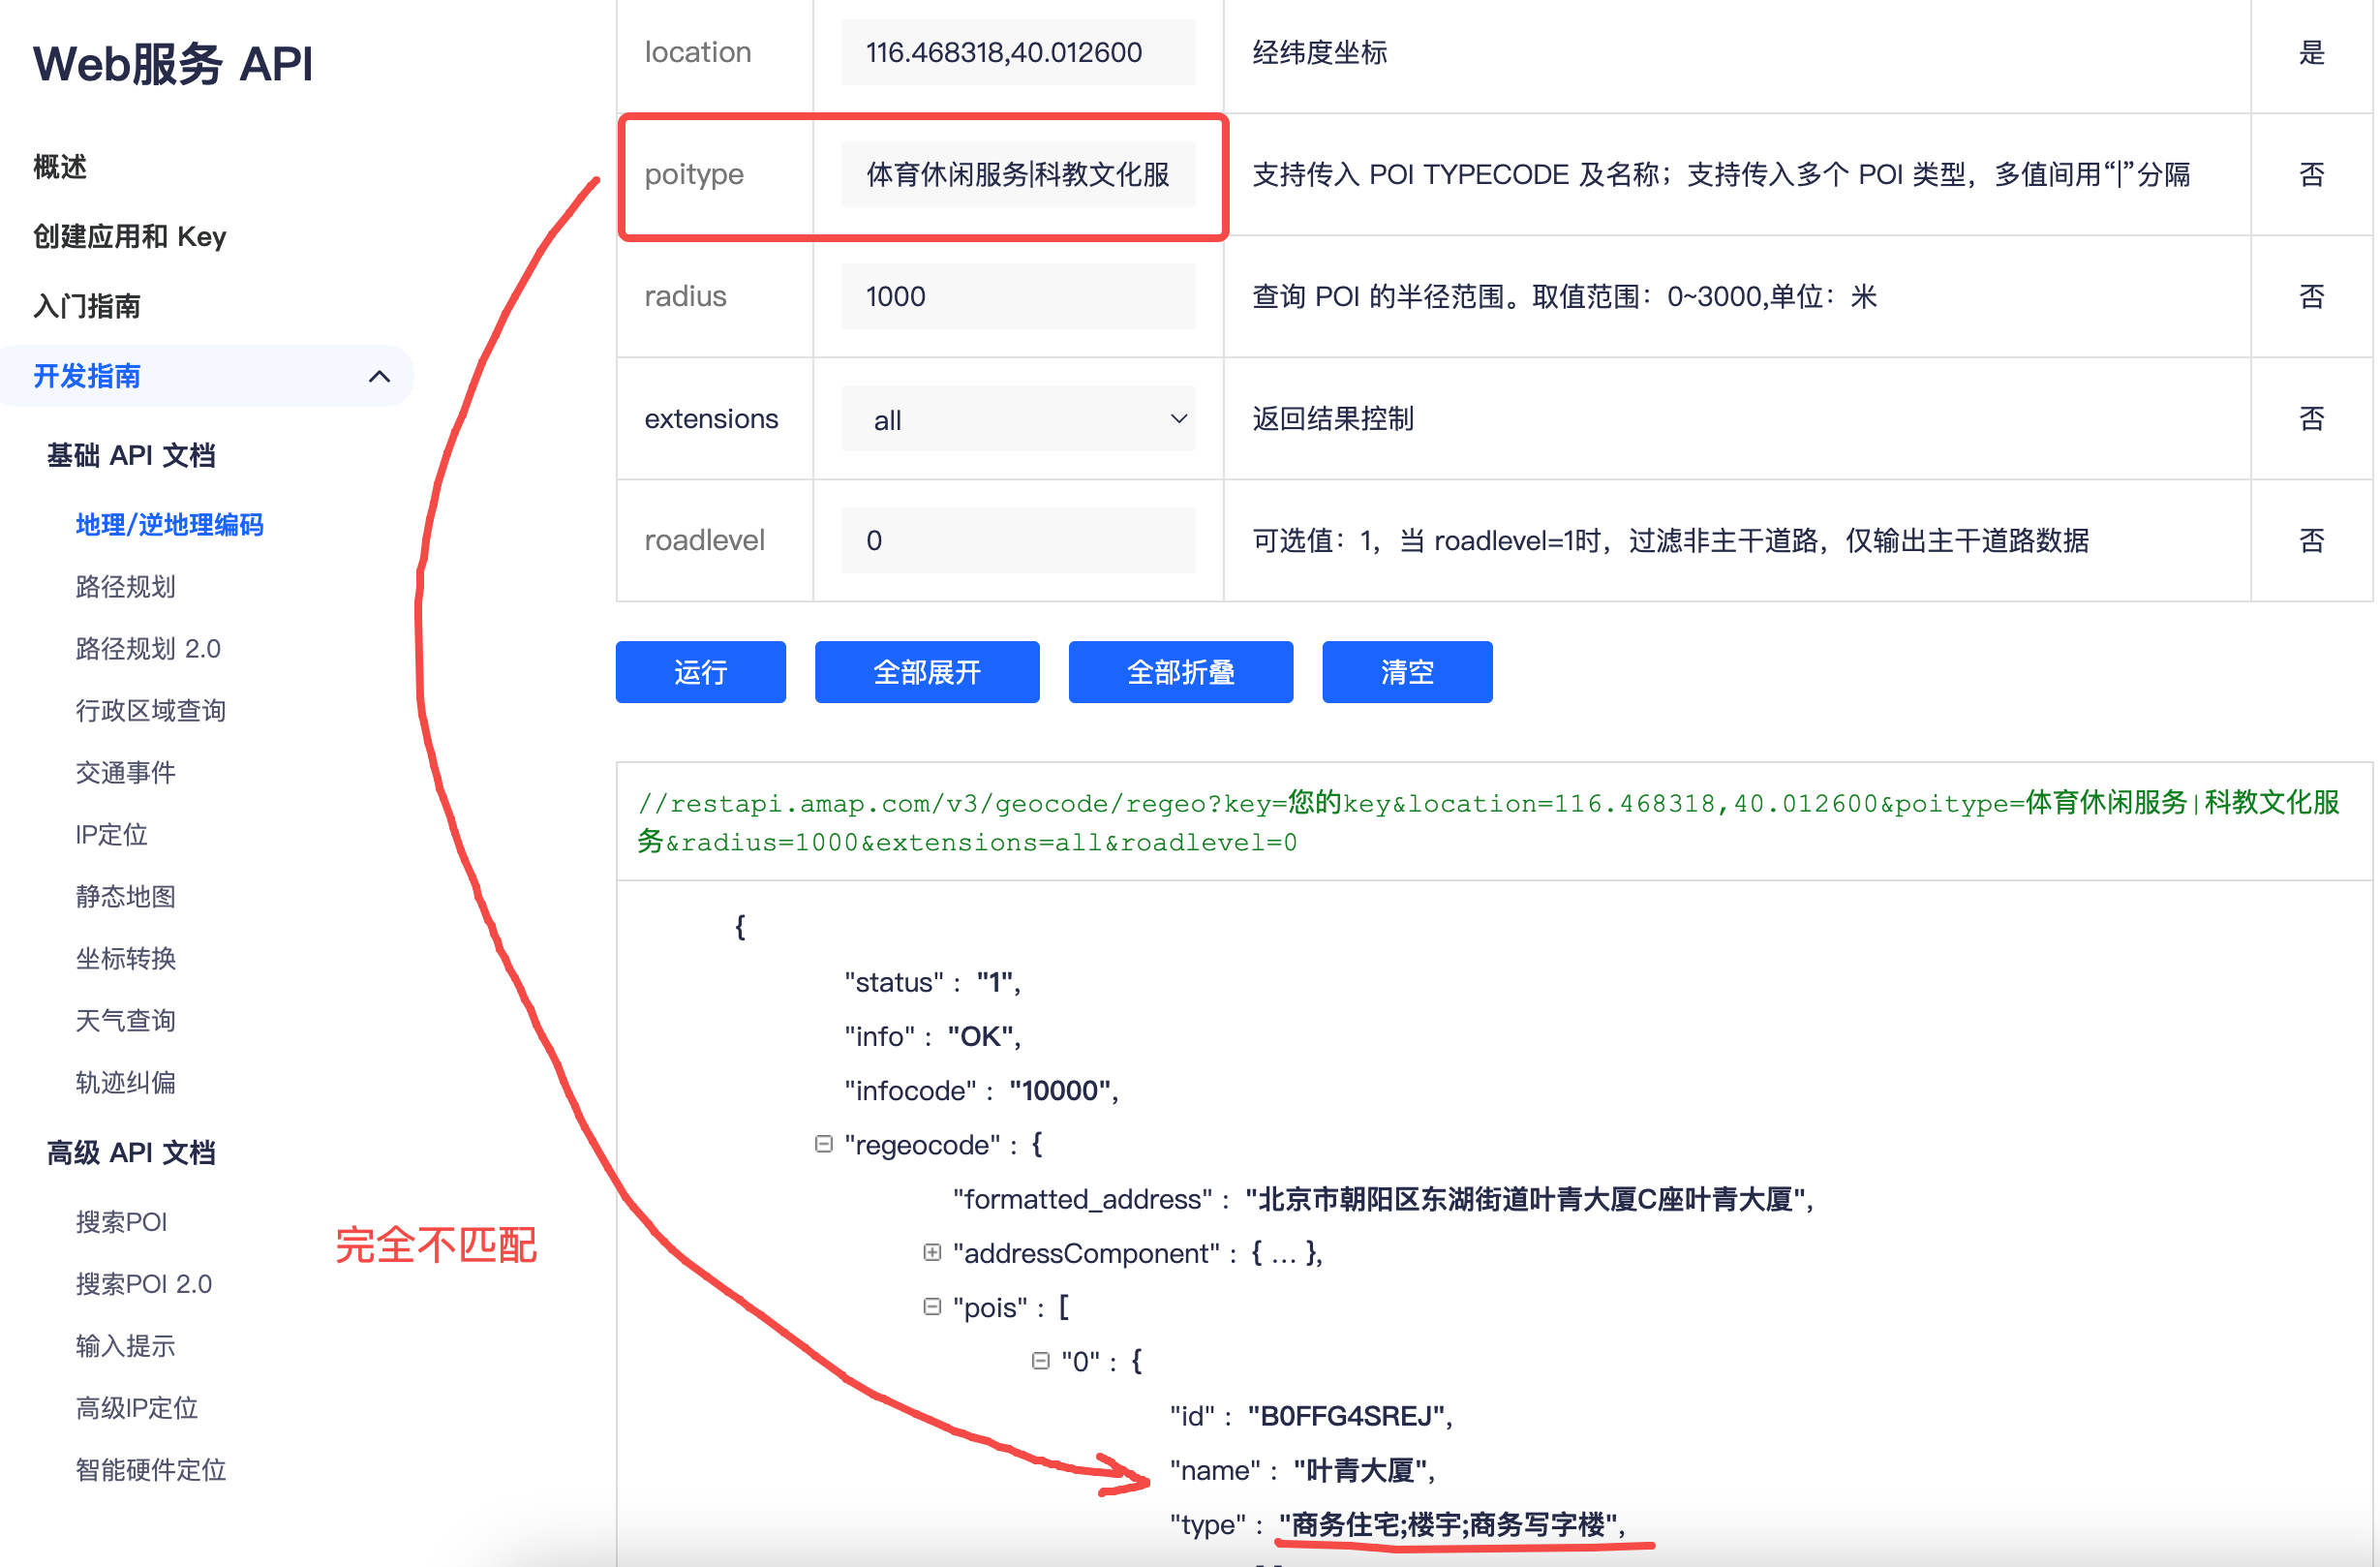 Web服务 API
概述
创建应用和 Key
入门指南
开发指南
基础 API 文档
地理/逆地理编码
路径规划
路径规划 2.0
行政区域查询
交通事件
IP定位
静态地图
坐标转换
天气查询
轨迹纠偏
高级 API 文档
搜索POI
搜索POI 2.0
输入提示
高级IP定位
智能硬件定位
完全不匹配
location 116.468318,40.012600 经纬度坐标 是
poitype 体育休闲服务|科教文化服 支持传入 POI TYPECODE 及名称；支持传入多个 POI 类型，多值间用“|”分隔 否
radius 1000 查询 POI 的半径范围。取值范围：0~3000,单位：米 否
extensions all 返回结果控制 否
roadlevel 0 可选值：1，当 roadlevel=1时，过滤非主干道路，仅输出主干道路数据 否
运行 全部展开 全部折叠 清空
//restapi.amap.com/v3/geocode/regeo?key=您的key&location=116.468318,40.012600&poitype=体育休闲服务|科教文化服
务&radius=1000&extensions=all&roadlevel=0
{
"status" : "1",
"info" : "OK",
"infocode" : "10000",
"regeocode" : {
"formatted_address" : "北京市朝阳区东湖街道叶青大厦C座叶青大厦",
"addressComponent" : { ... },
"pois" : [
"0" : {
"id" : "B0FFG4SREJ",
"name" : "叶青大厦",
"type" : "商务住宅;楼宇;商务写字楼",